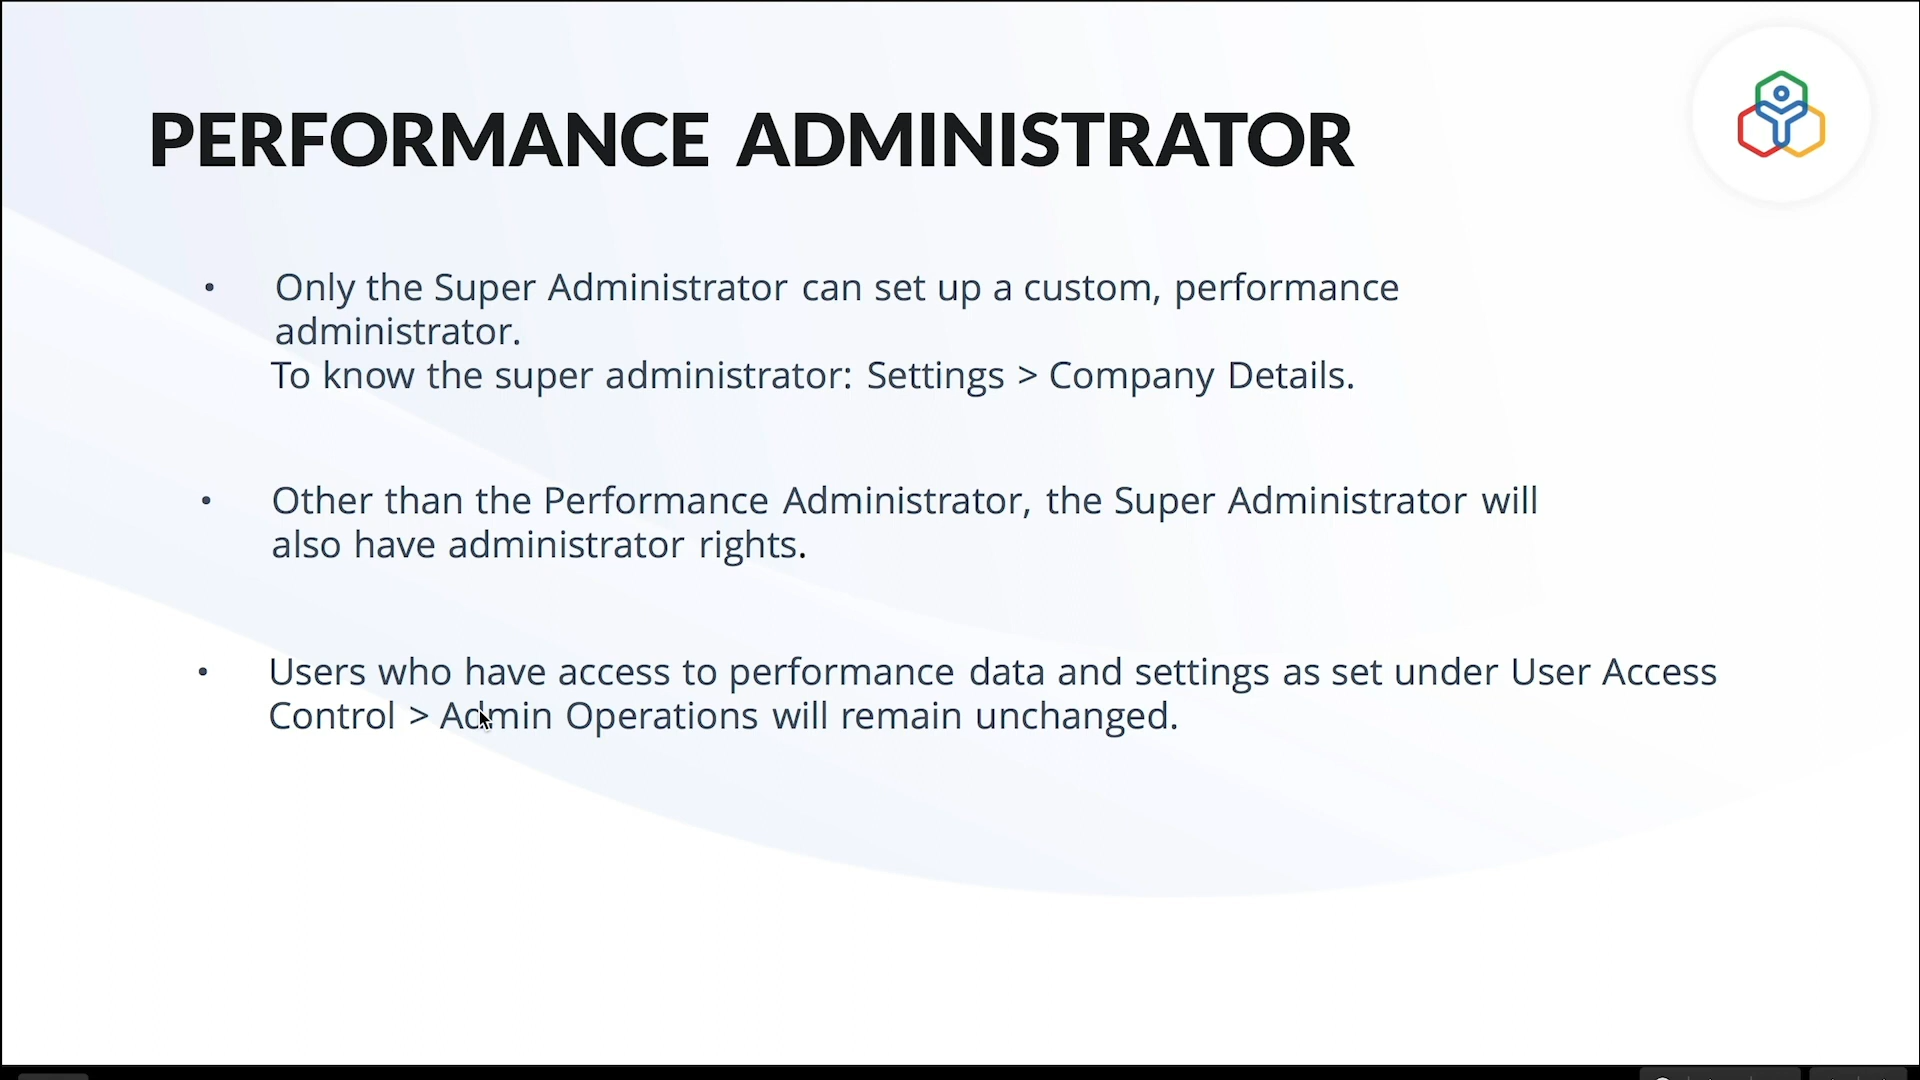 PERFORMANCE ADMINISTRATOR
• Only the Super Administrator can set up a custom, performance
administrator.
To know the super administrator: Settings > Company Details.
• Other than the Performance Administrator, the Super Administrator will
also have administrator rights.
• Users who have access to performance data and settings as set under User Access
Control > Admin Operations will remain unchanged.